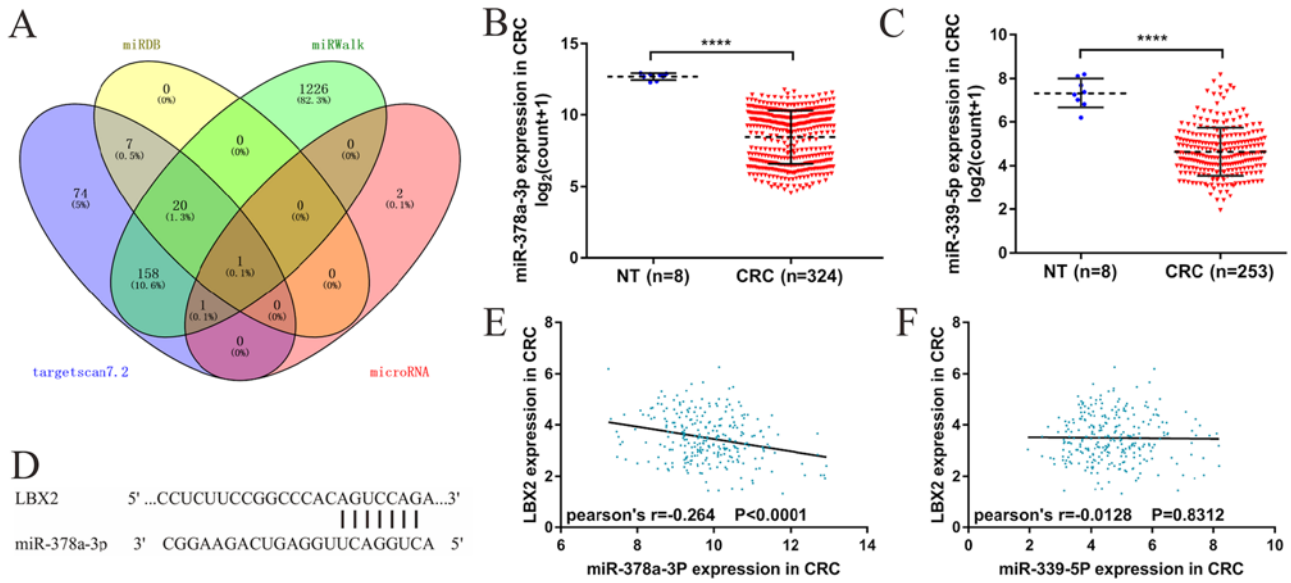 A
miRDB
miRWalk
0
(0%)
1226
(82.3%)
7
(0.5%)
0
(0%)
0
(0%)
74
(5%)
20
(1.3%)
0
(0%)
2
(0.1%)
158
(10.6%)
1
(0.1%)
0
(0%)
1
(0.1%)
0
(0%)
0
(0%)
targetscan7.2
microRNA
B
miR-378a-3p expression in CRC
log2(count+1)
15
10
5
0
****
NT (n=8)
CRC (n=324)
C
miR-339-5p expression in CRC
log2(count+1)
10
8
6
4
2
0
****
NT (n=8)
CRC (n=253)
D
LBX2 5' ...CCUCUUCCGGCCCACAGUCCAGA...3'
miR-378a-3p 3' CGGAAGACUGAGGUUCAGGUCA 5'
E
LBX2 expression in CRC
8
6
4
2
0
pearson's r=-0.264 P<0.0001
6 8 10 12 14
miR-378a-3P expression in CRC
F
LBX2 expression in CRC
8
6
4
2
0
pearson's r=-0.0128 P=0.8312
0 2 4 6 8 10
miR-339-5P expression in CRC